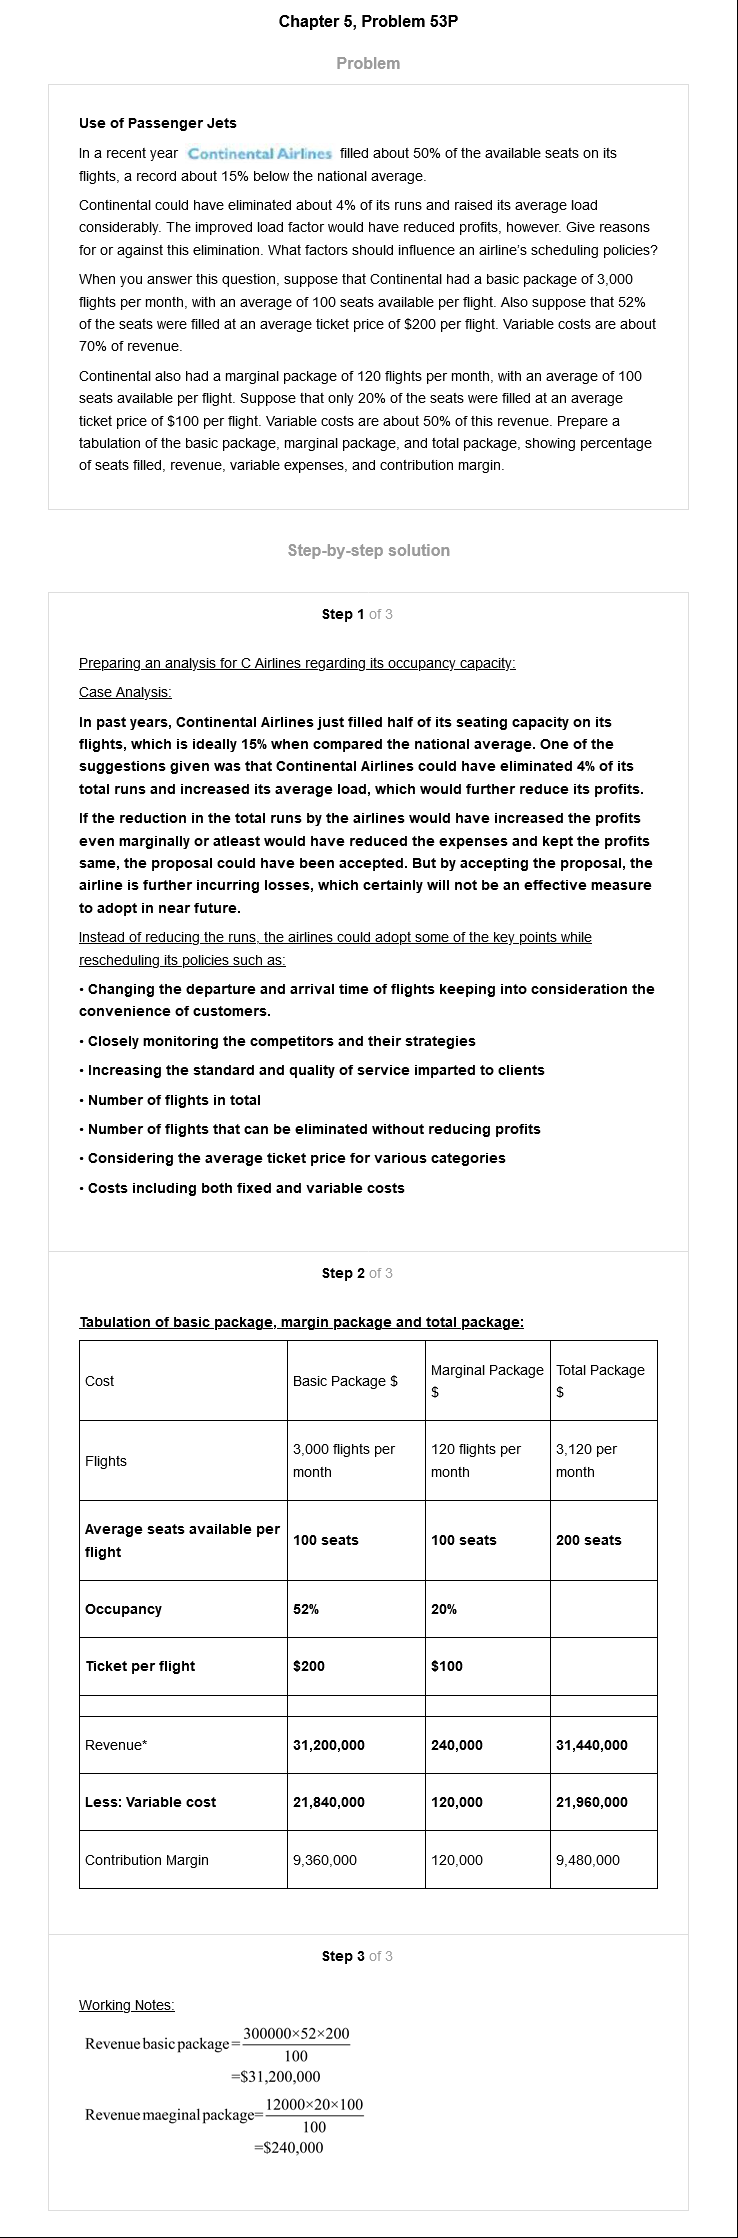 Chapter 5, Problem 53P
Problem
Use of Passenger Jets
In a recent year Continental Airlines filled about 50% of the available seats on its
flights, a record about 15% below the national average.
Continental could have eliminated about 4% of its runs and raised its average load
considerably. The improved load factor would have reduced profits, however. Give reasons
for or against this elimination. What factors should influence an airline's scheduling policies?
When you answer this question, suppose that Continental had a basic package of 3,000
flights per month, with an average of 100 seats available per flight. Also suppose that 52%
of the seats were filled at an average ticket price of $200 per flight. Variable costs are about
70% of revenue.
Continental also had a marginal package of 120 flights per month, with an average of 100
seats available per flight. Suppose that only 20% of the seats were filled at an average
ticket price of $100 per flight. Variable costs are about 50% of this revenue. Prepare a
tabulation of the basic package, marginal package, and total package, showing percentage
of seats filled, revenue, variable expenses, and contribution margin.
Step-by-step solution
Step 1 of 3
Preparing an analysis for C Airlines regarding its occupancy capacity:
Case Analysis:
In past years, Continental Airlines just filled half of its seating capacity on its
flights, which is ideally 15% when compared the national average. One of the
suggestions given was that Continental Airlines could have eliminated 4% of its
total runs and increased its average load, which would further reduce its profits.
If the reduction in the total runs by the airlines would have increased the profits
even marginally or atleast would have reduced the expenses and kept the profits
same, the proposal could have been accepted. But by accepting the proposal, the
airline is further incurring losses, which certainly will not be an effective measure
to adopt in near future.
Instead of reducing the runs, the airlines could adopt some of the key points while
rescheduling its policies such as:
• Changing the departure and arrival time of flights keeping into consideration the
convenience of customers.
• Closely monitoring the competitors and their strategies
• Increasing the standard and quality of service imparted to clients
• Number of flights in total
• Number of flights that can be eliminated without reducing profits
• Considering the average ticket price for various categories
• Costs including both fixed and variable costs
Step 2 of 3
Tabulation of basic package, margin package and total package:
Cost Basic Package $ Marginal Package $ Total Package $
Flights 3,000 flights per month 120 flights per month 3,120 per month
Average seats available per flight 100 seats 100 seats 200 seats
Occupancy 52% 20%
Ticket per flight $200 $100
Revenue* 31,200,000 240,000 31,440,000
Less: Variable cost 21,840,000 120,000 21,960,000
Contribution Margin 9,360,000 120,000 9,480,000
Step 3 of 3
Working Notes:
Revenue basic package = 300000×52×200
100
=$31,200,000
Revenue maeginal package= 12000×20×100
100
=$240,000